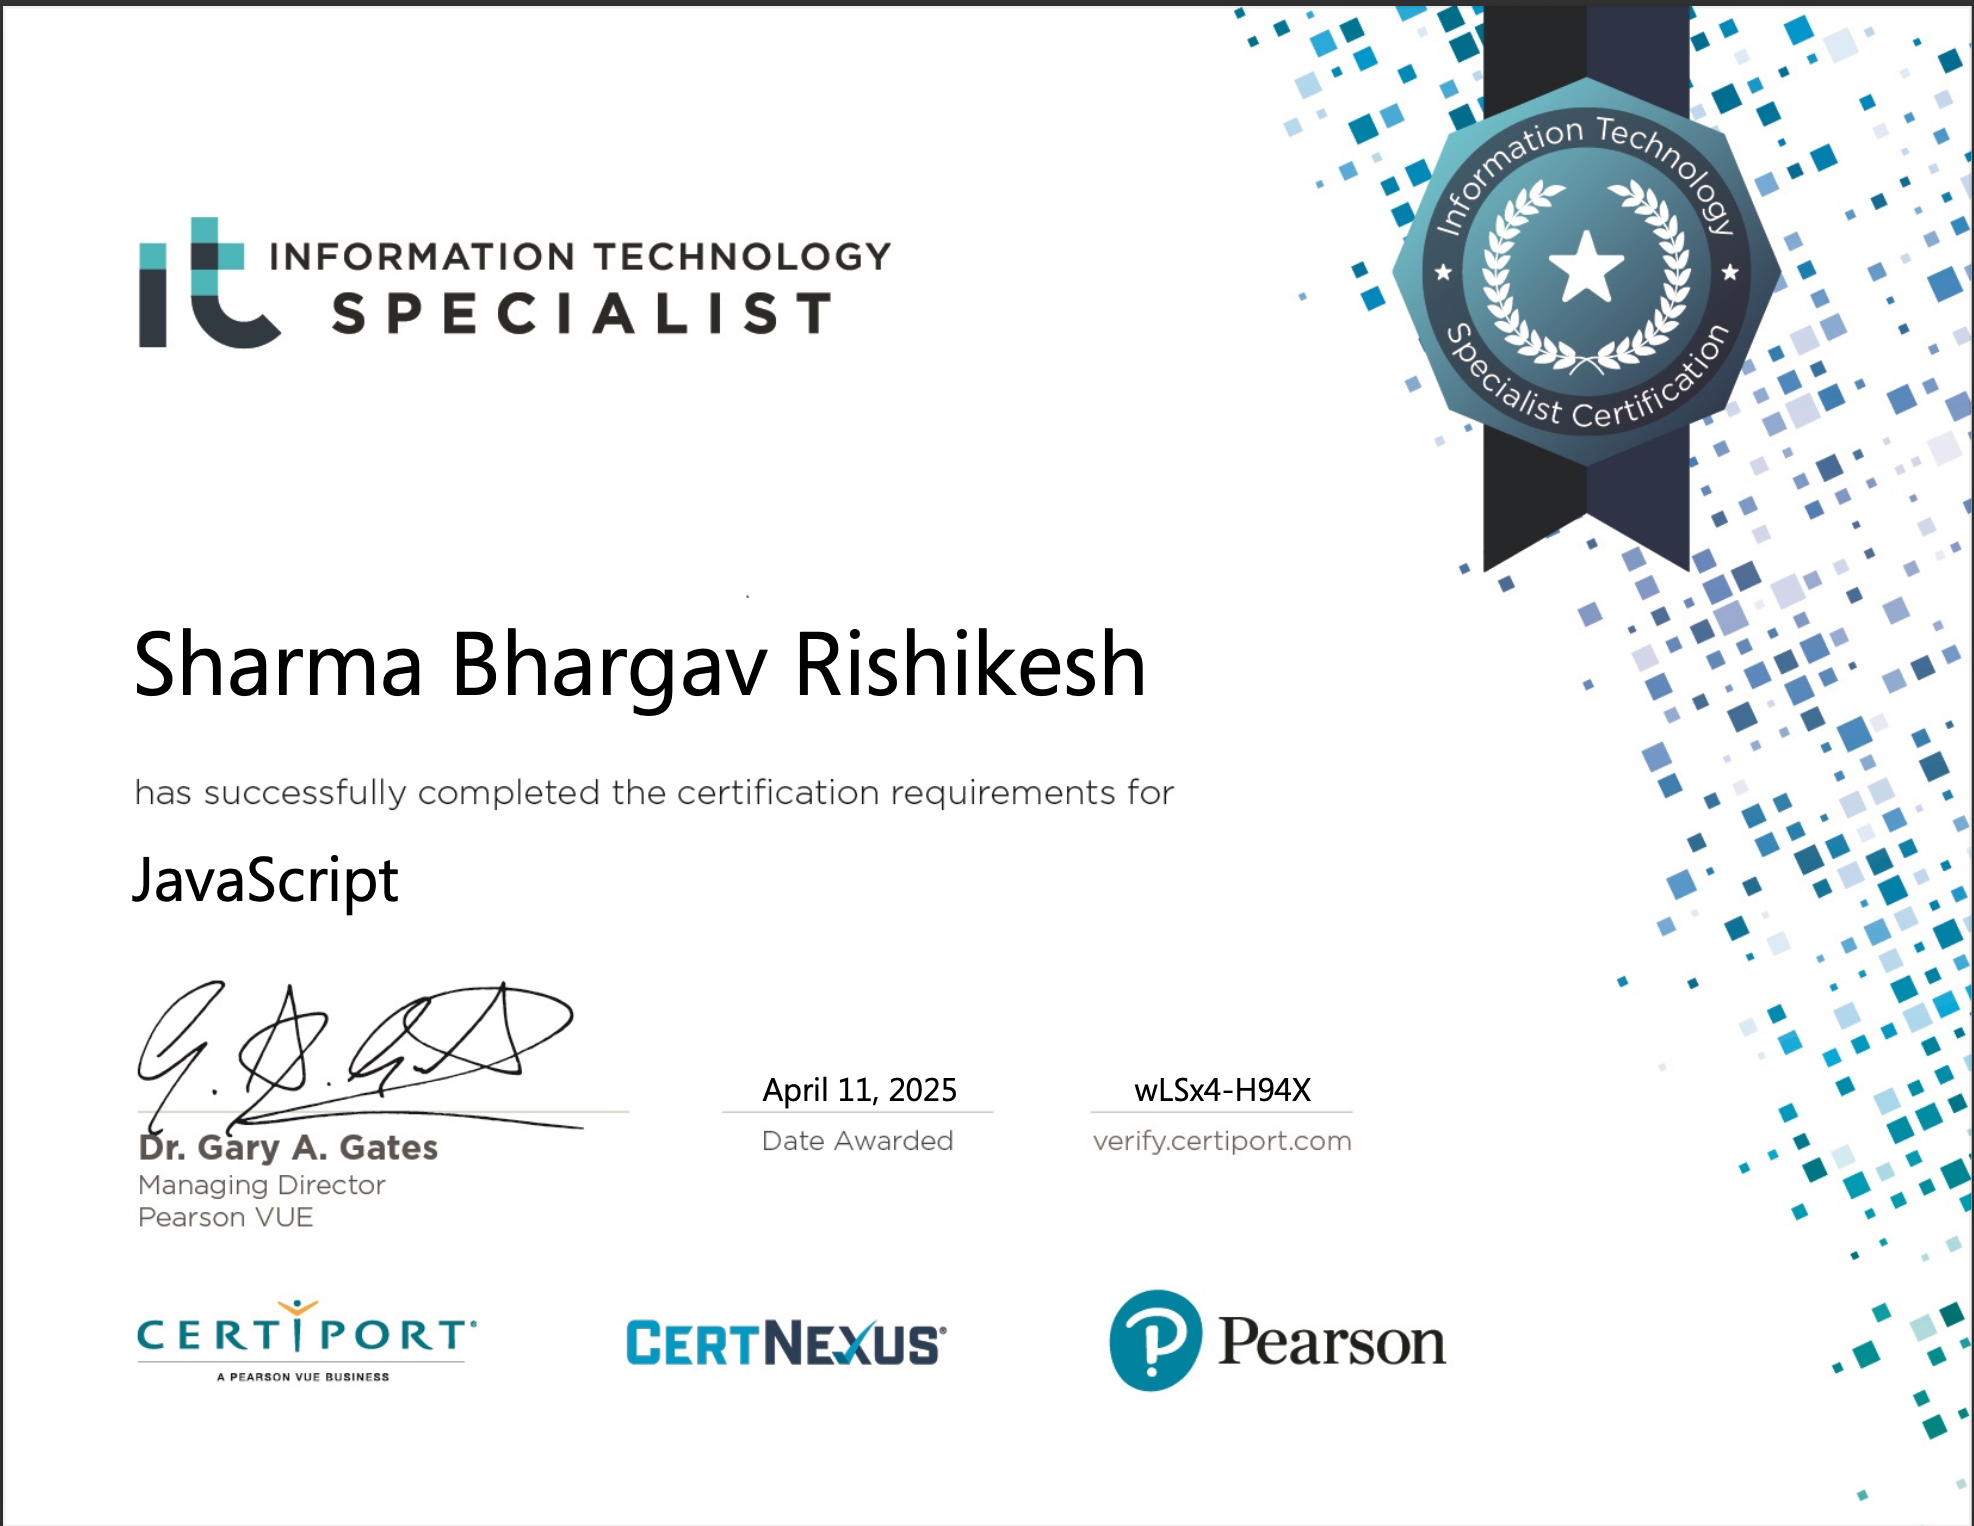 Information Technology
Specialist Certification
it INFORMATION TECHNOLOGY
SPECIALIST
Sharma Bhargav Rishikesh
has successfully completed the certification requirements for
JavaScript
G. A. Gates
Dr. Gary A. Gates
Managing Director
Pearson VUE
April 11, 2025
Date Awarded
wLSx4-H94X
verify.certiport.com
CERTIPORT®
A PEARSON VUE BUSINESS
CERTNEXUS®
P Pearson